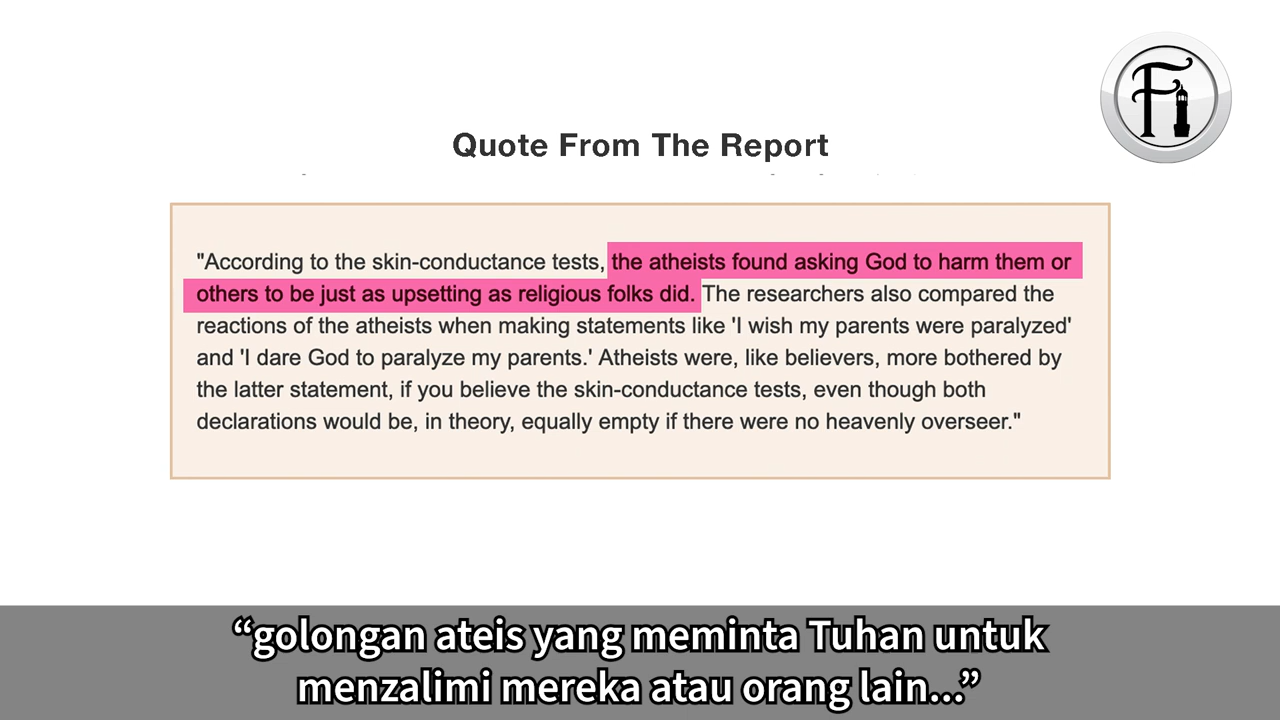 Fi
Quote From The Report
"According to the skin-conductance tests, the atheists found asking God to harm them or
others to be just as upsetting as religious folks did. The researchers also compared the
reactions of the atheists when making statements like 'I wish my parents were paralyzed'
and 'I dare God to paralyze my parents.' Atheists were, like believers, more bothered by
the latter statement, if you believe the skin-conductance tests, even though both
declarations would be, in theory, equally empty if there were no heavenly overseer."
“golongan ateis yang meminta Tuhan untuk
menzalimi mereka atau orang lain...”